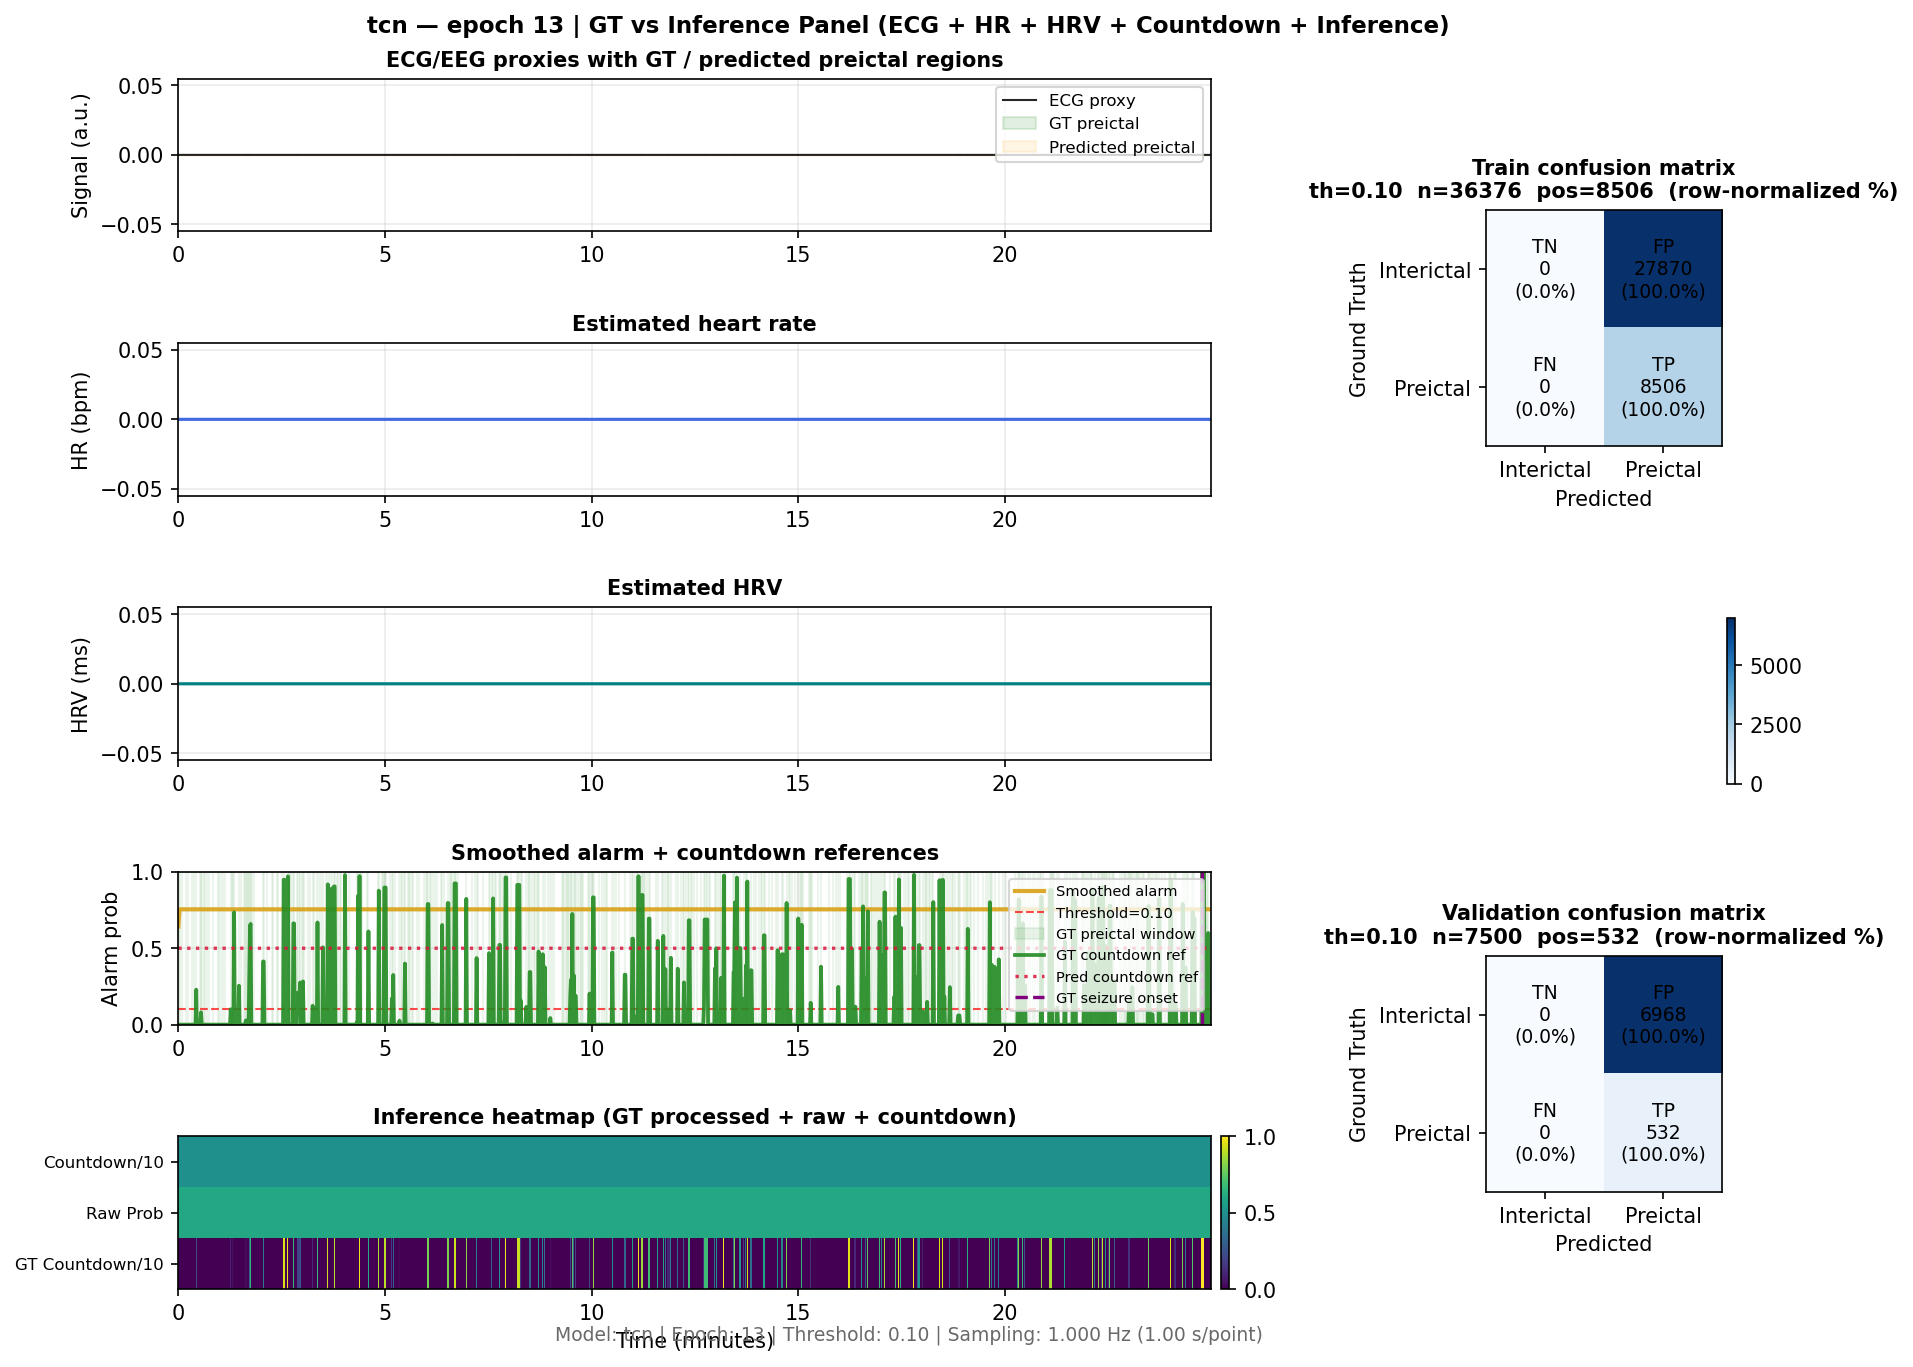 tcn — epoch 13 | GT vs Inference Panel (ECG + HR + HRV + Countdown + Inference)
ECG/EEG proxies with GT / predicted preictal regions
Signal (a.u.)
0.05
0.00
−0.05
ECG proxy
GT preictal
Predicted preictal
0 5 10 15 20
Estimated heart rate
HR (bpm)
0.05
0.00
−0.05
0 5 10 15 20
Estimated HRV
HRV (ms)
0.05
0.00
−0.05
0 5 10 15 20
Smoothed alarm + countdown references
Alarm prob
1.0
0.5
0.0
Smoothed alarm
Threshold=0.10
GT preictal window
GT countdown ref
Pred countdown ref
GT seizure onset
0 5 10 15 20
Inference heatmap (GT processed + raw + countdown)
Countdown/10
Raw Prob
GT Countdown/10
1.0
0.5
0.0
0 5 10 15 20
Time (minutes)
Model: tcn | Epoch: 13 | Threshold: 0.10 | Sampling: 1.000 Hz (1.00 s/point)
Train confusion matrix
th=0.10 n=36376 pos=8506 (row-normalized %)
Ground Truth
Interictal
Preictal
TN
0
(0.0%)
FP
27870
(100.0%)
FN
0
(0.0%)
TP
8506
(100.0%)
Interictal Preictal
Predicted
5000
2500
0
Validation confusion matrix
th=0.10 n=7500 pos=532 (row-normalized %)
Ground Truth
Interictal
Preictal
TN
0
(0.0%)
FP
6968
(100.0%)
FN
0
(0.0%)
TP
532
(100.0%)
Interictal Preictal
Predicted